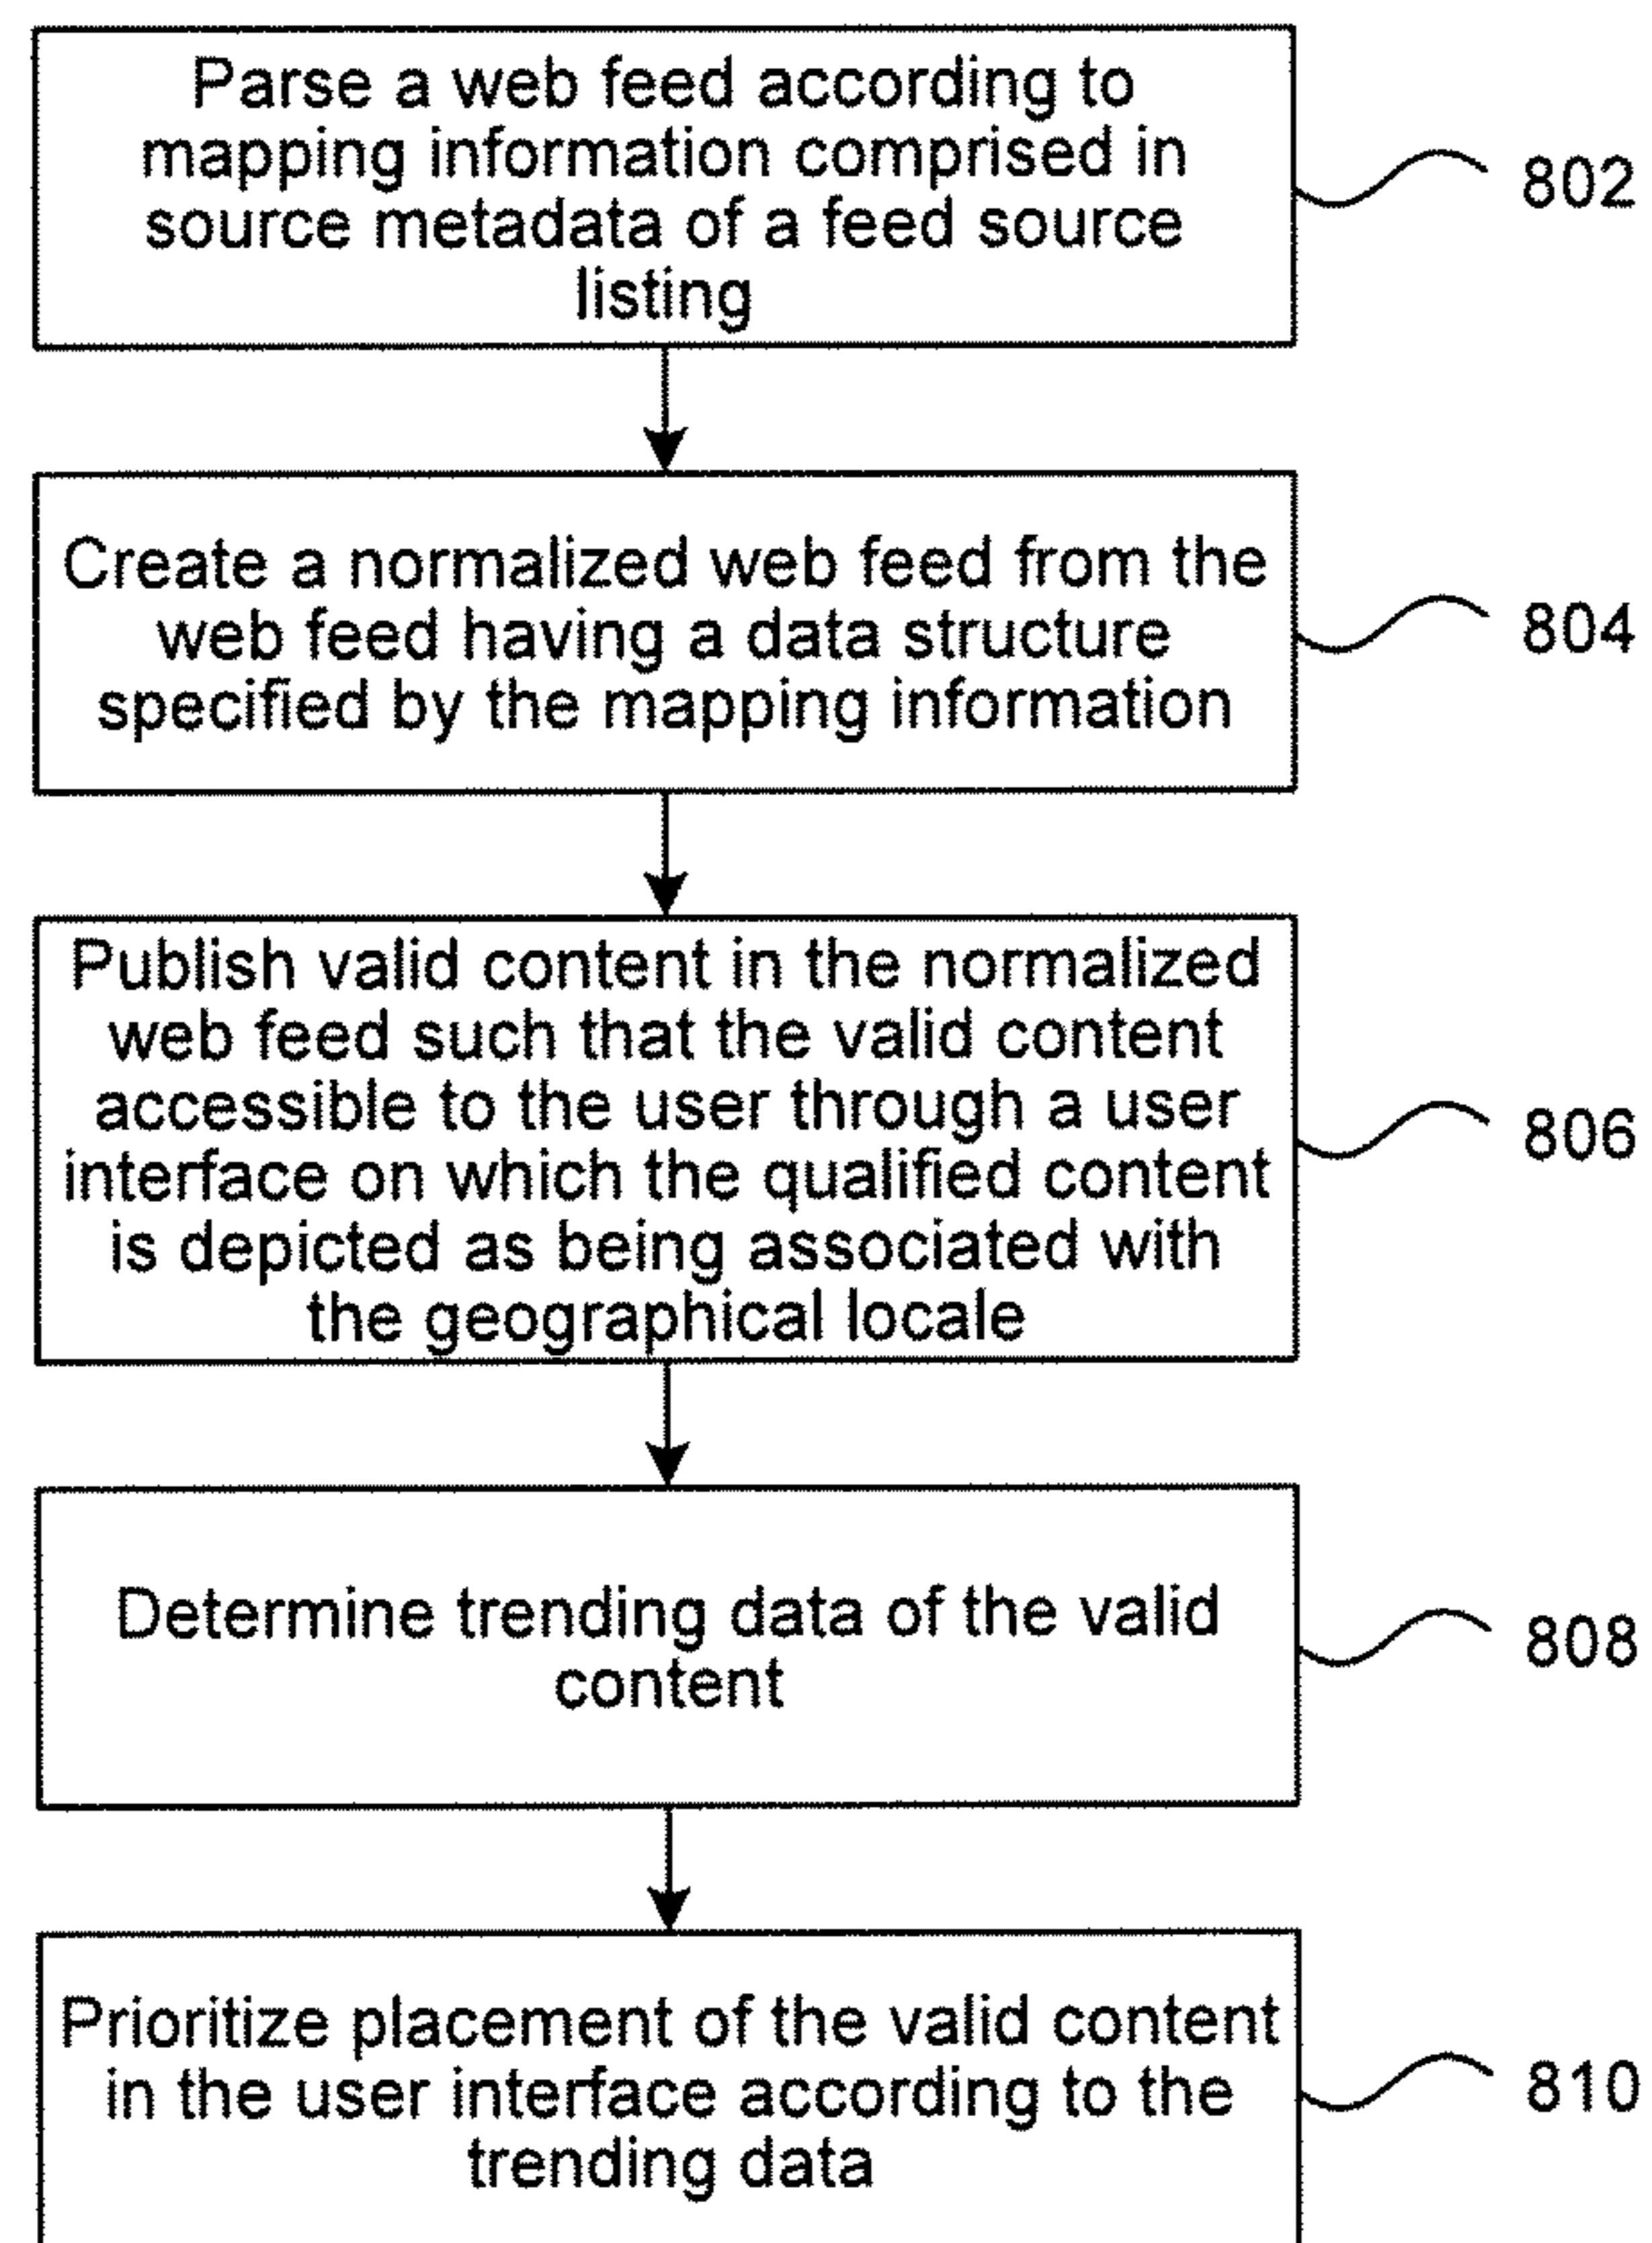 Parse a web feed according to
mapping information comprised in
source metadata of a feed source
listing
802
Create a normalized web feed from the
web feed having a data structure
specified by the mapping information
804
Publish valid content in the normalized
web feed such that the valid content
accessible to the user through a user
interface on which the qualified content
is depicted as being associated with
the geographical locale
806
Determine trending data of the valid
content
808
Prioritize placement of the valid content
in the user interface according to the
trending data
810